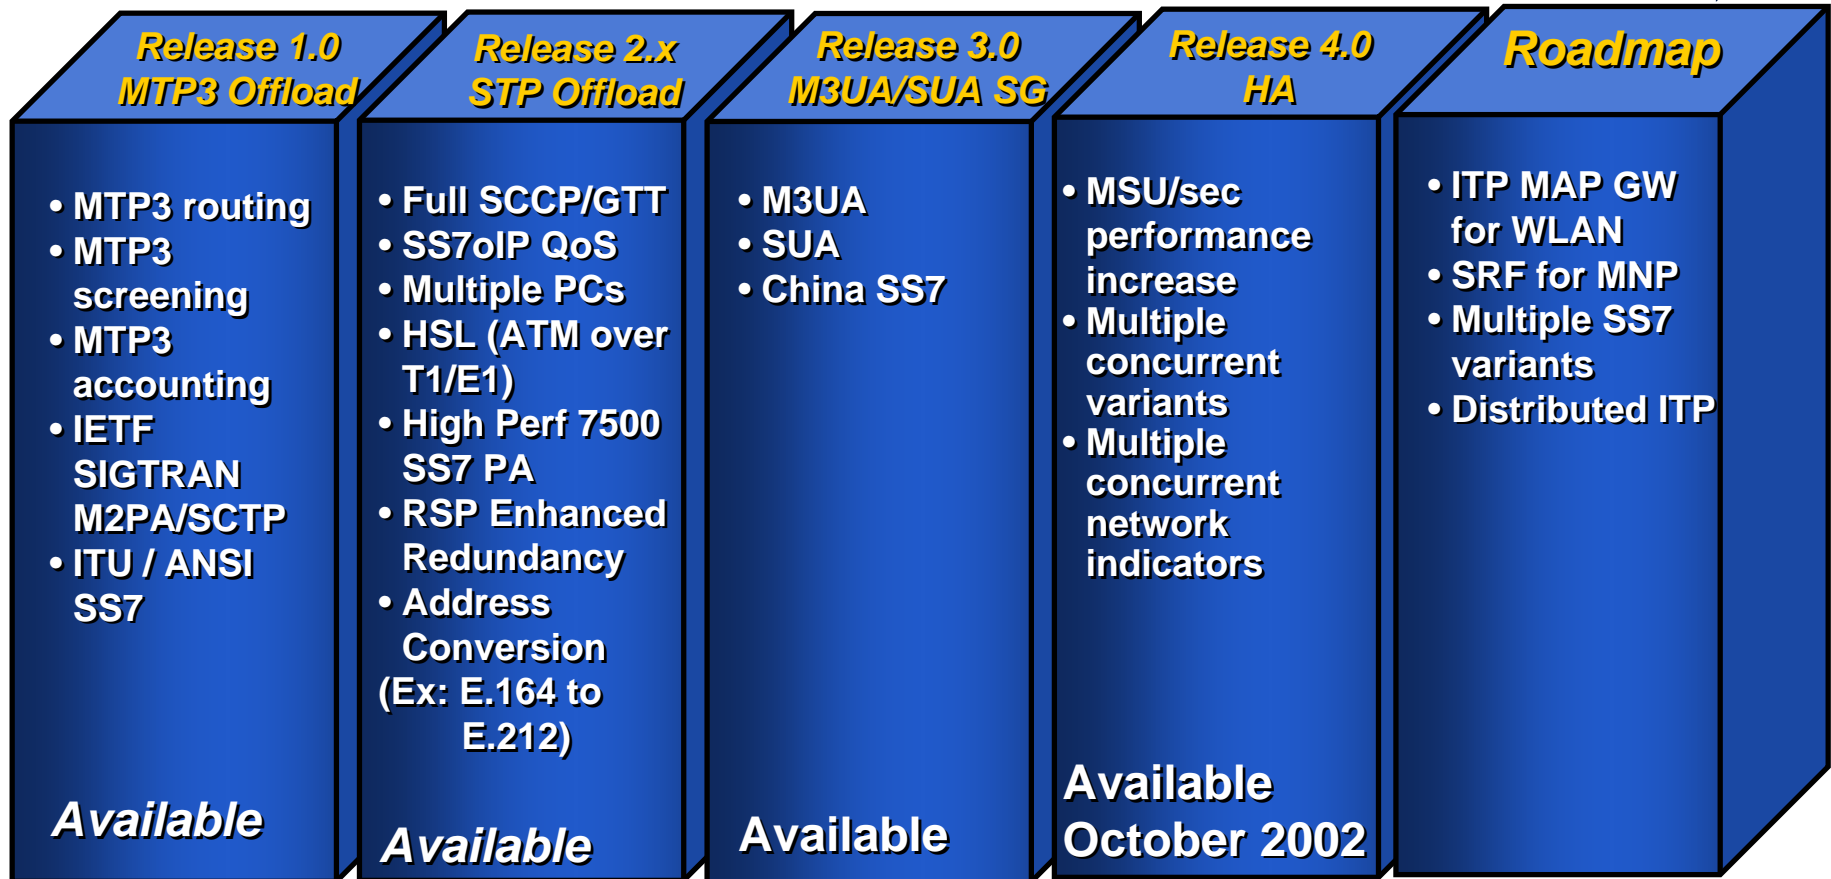 Release 1.0
MTP3 Offload
• MTP3 routing
• MTP3
screening
• MTP3
accounting
• IETF
SIGTRAN
M2PA/SCTP
• ITU / ANSI
SS7
Available
Release 2.x
STP Offload
• Full SCCP/GTT
• SS7oIP QoS
• Multiple PCs
• HSL (ATM over
T1/E1)
• High Perf 7500
SS7 PA
• RSP Enhanced
Redundancy
• Address
Conversion
(Ex: E.164 to
E.212)
Available
Release 3.0
M3UA/SUA SG
• M3UA
• SUA
• China SS7
Available
Release 4.0
HA
• MSU/sec
performance
increase
• Multiple
concurrent
variants
• Multiple
concurrent
network
indicators
Available
October 2002
Roadmap
• ITP MAP GW
for WLAN
• SRF for MNP
• Multiple SS7
variants
• Distributed ITP